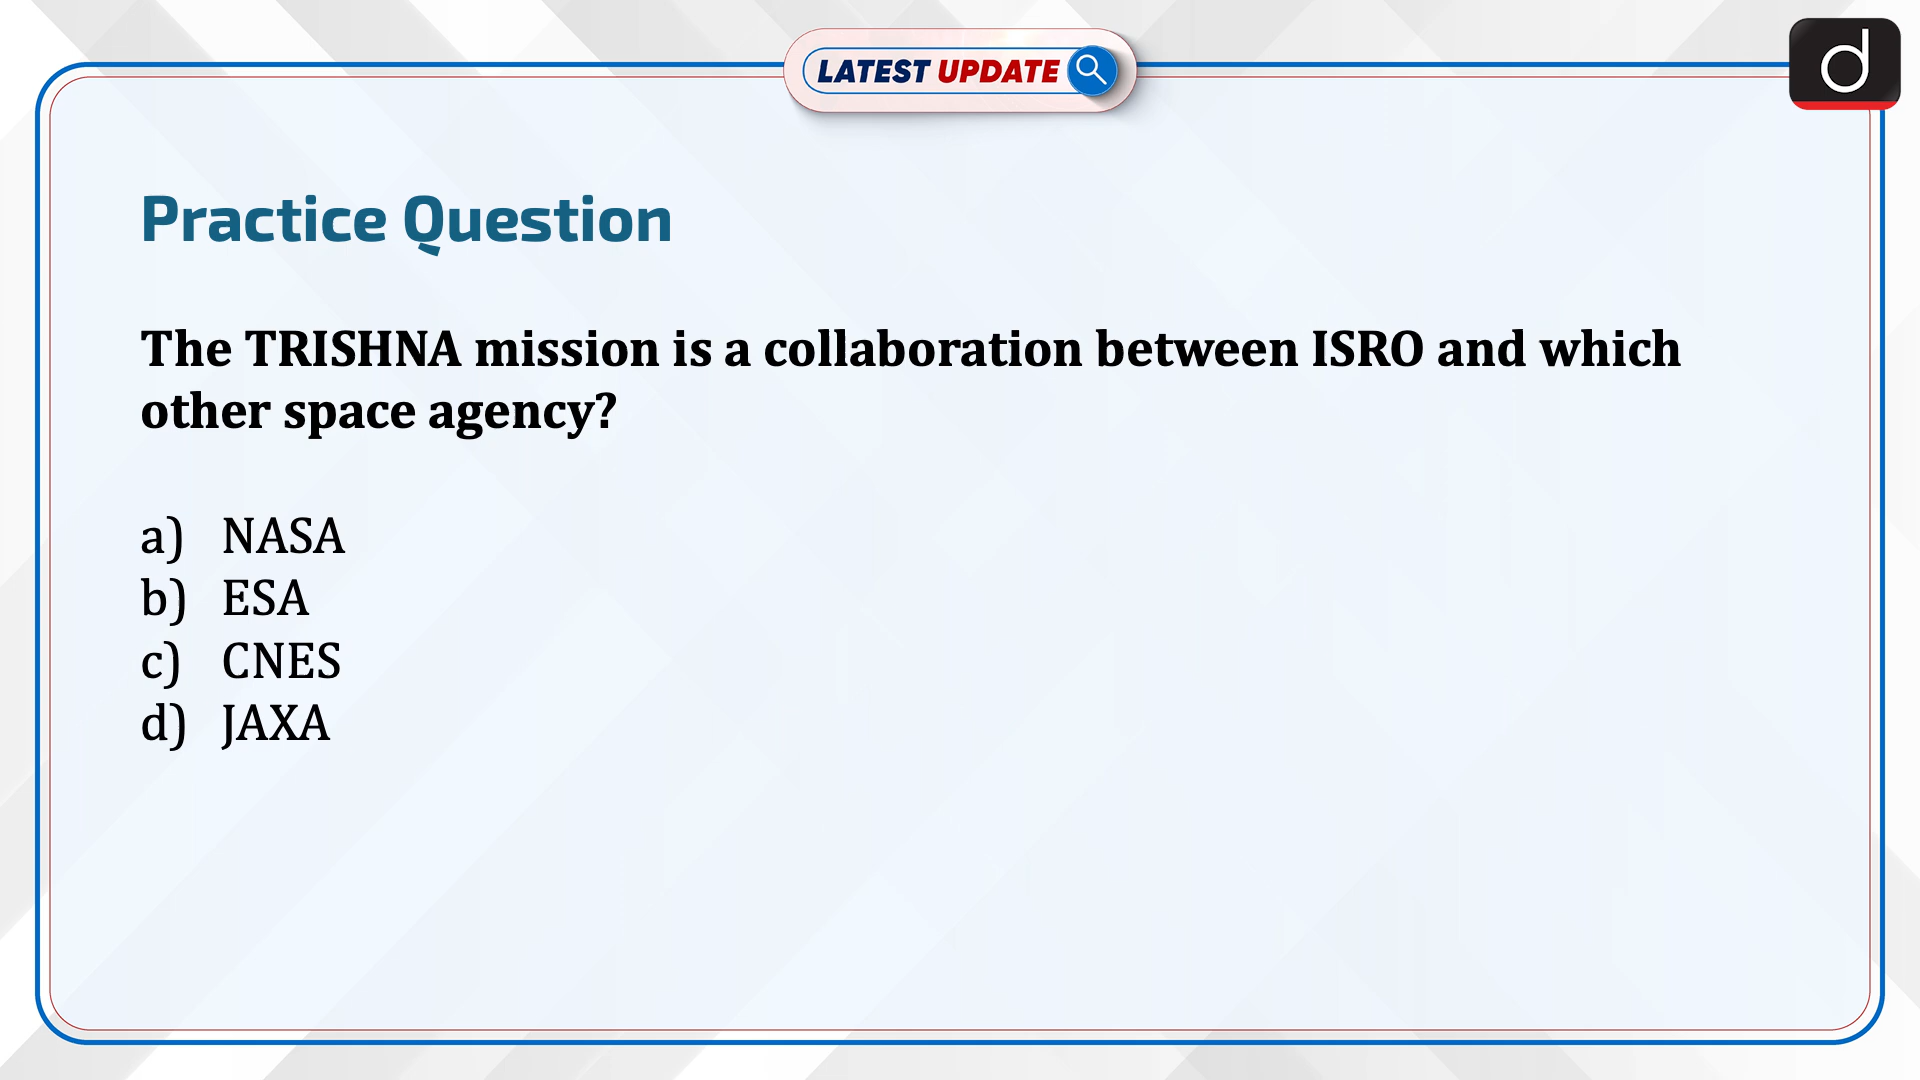 LATEST UPDATE
d
Practice Question
The TRISHNA mission is a collaboration between ISRO and which
other space agency?
a) NASA
b) ESA
c) CNES
d) JAXA